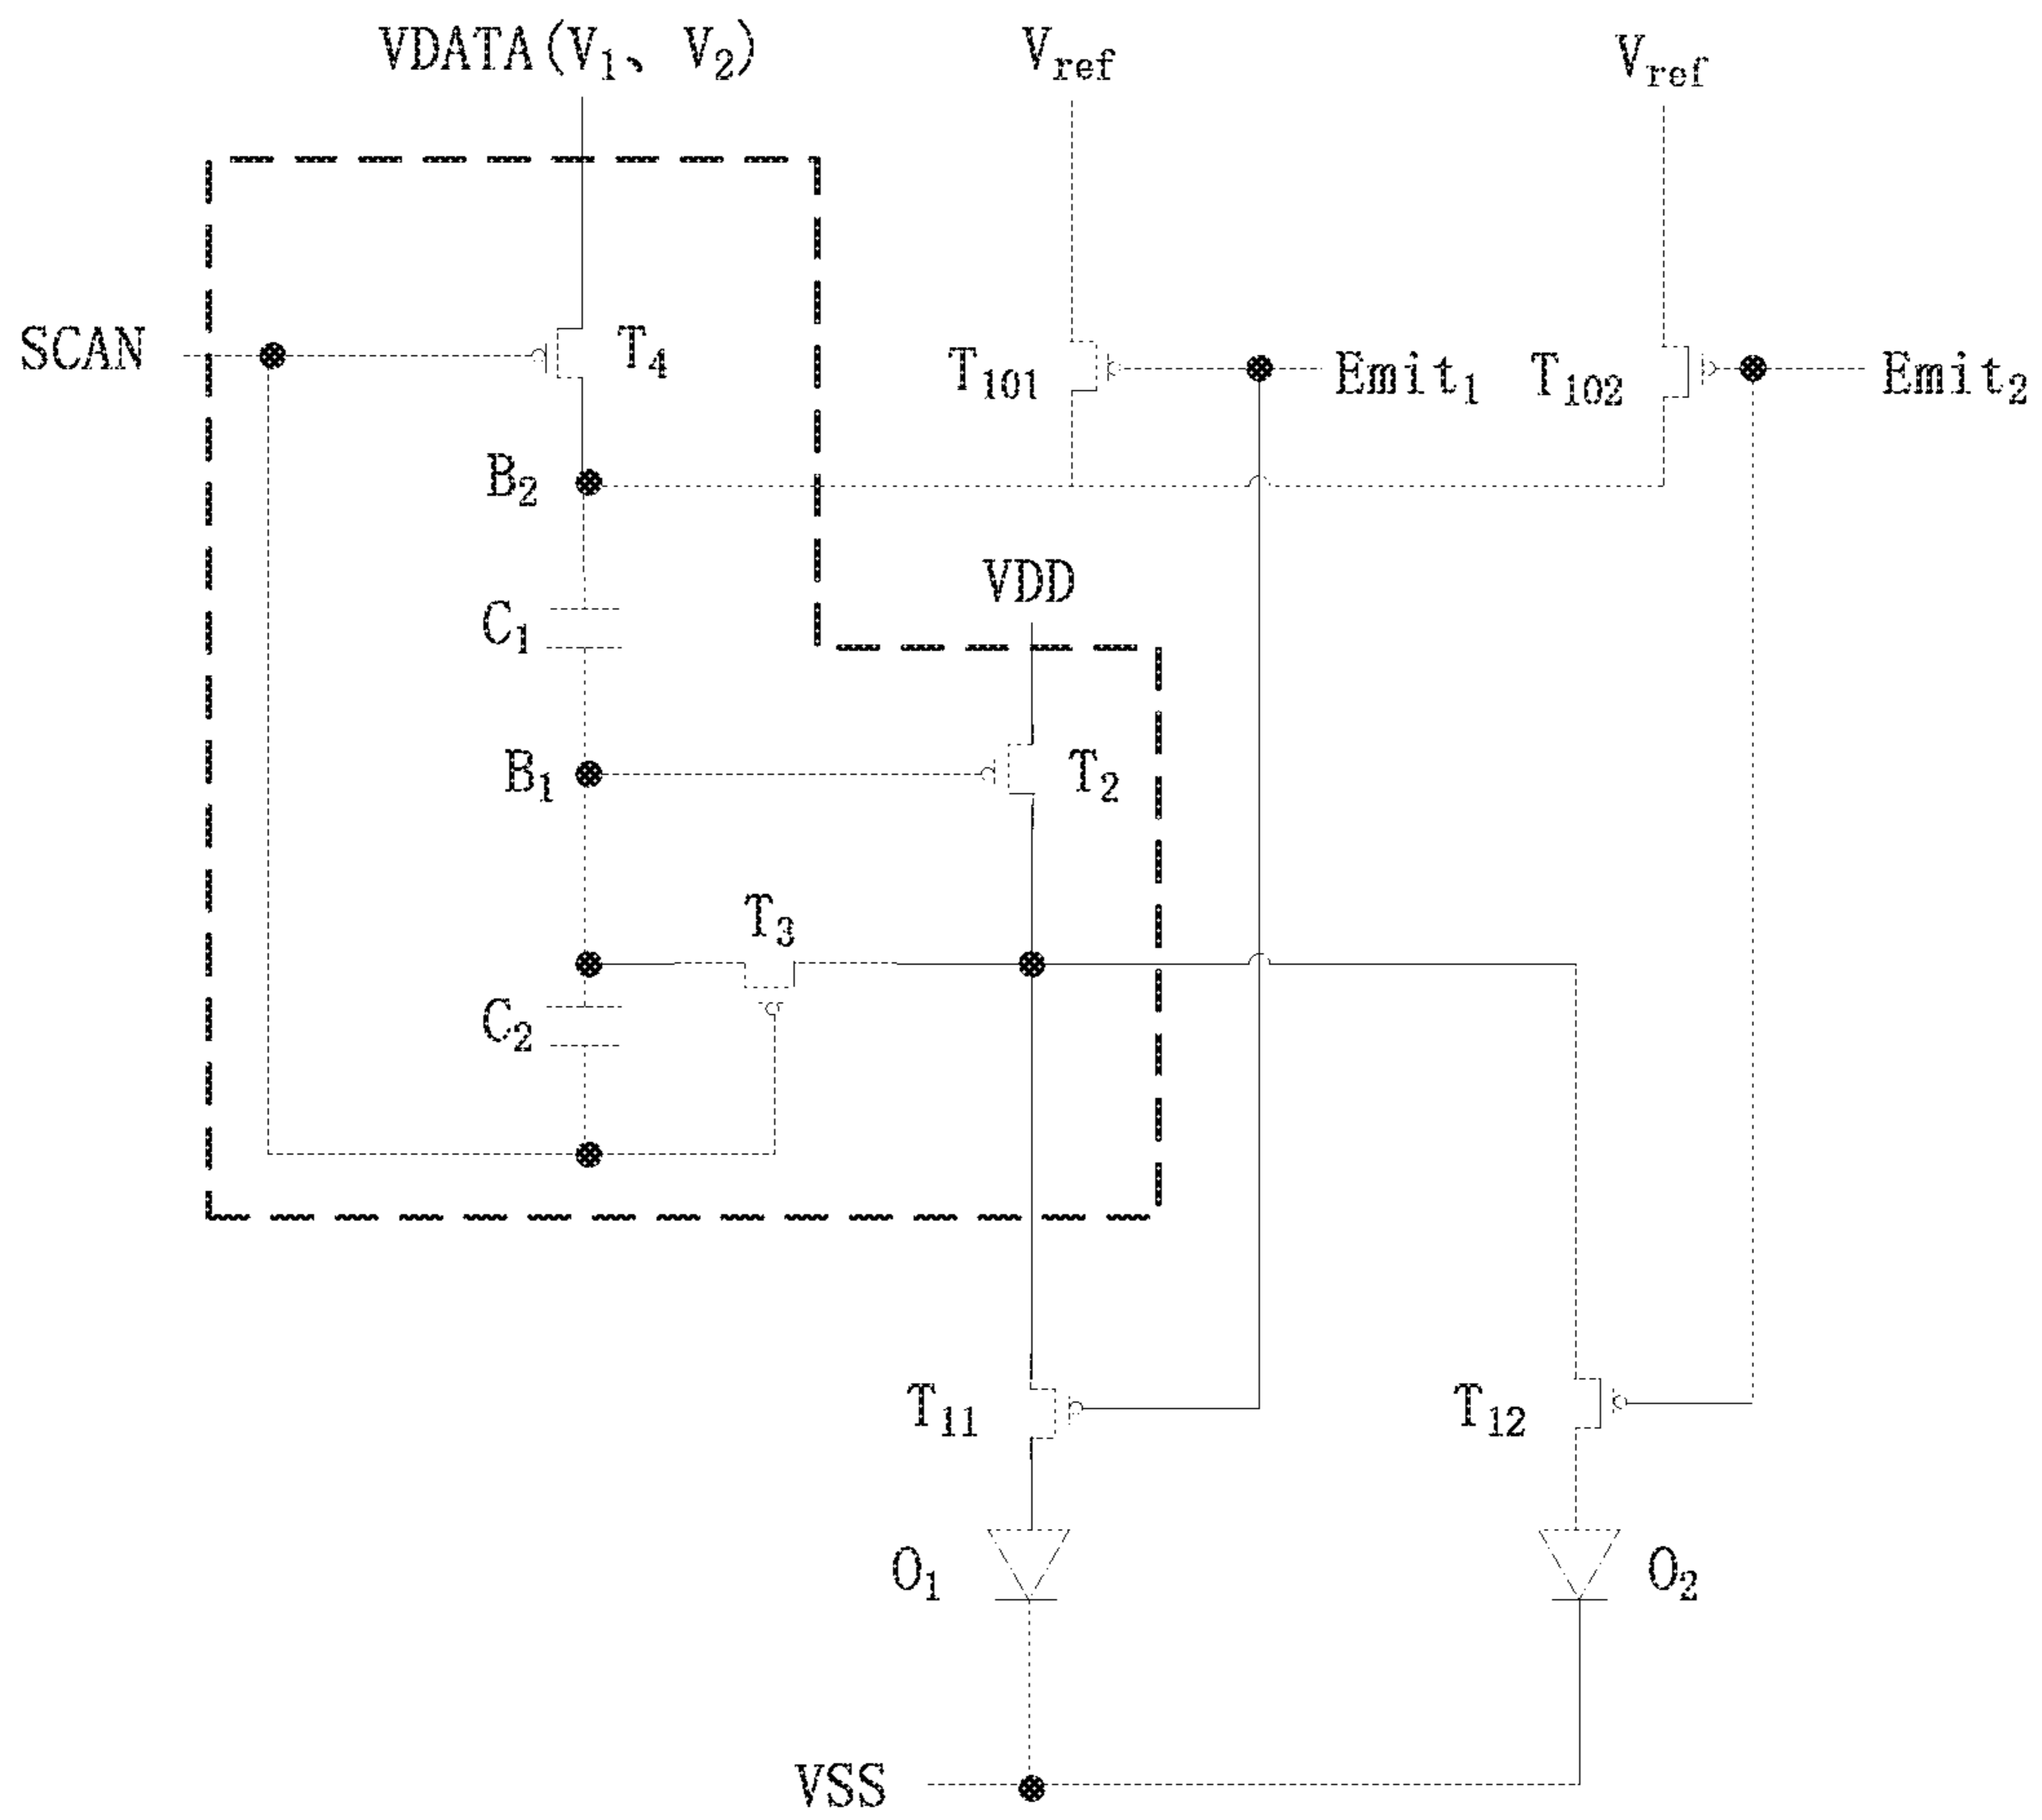 VDATA(V₁、V₂) Vref Vref
SCAN T₄ T₁₀₁ Emit₁ T₁₀₂ Emit₂
B₂
VDD
C₁
B₁ T₂
T₃
C₂
T₁₁ T₁₂
O₁ O₂
VSS